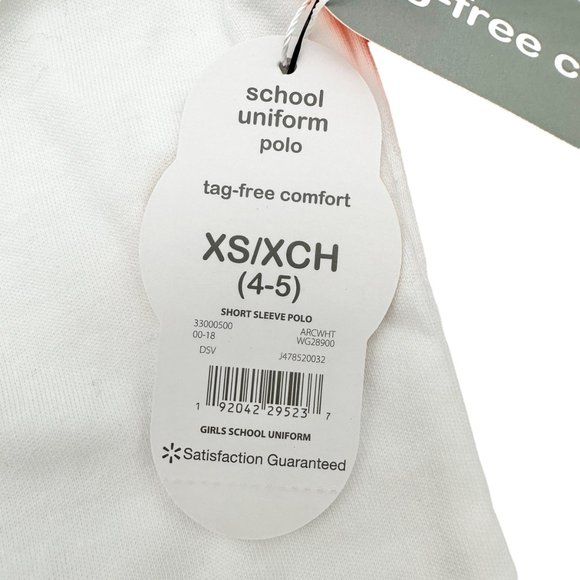 g-free c
school
uniform
polo
tag-free comfort
XS/XCH
(4-5)
SHORT SLEEVE POLO
33000500 ARCWHT
00-18 WG28900
DSV J478520032
1 92042 29523 7
GIRLS SCHOOL UNIFORM
Satisfaction Guaranteed